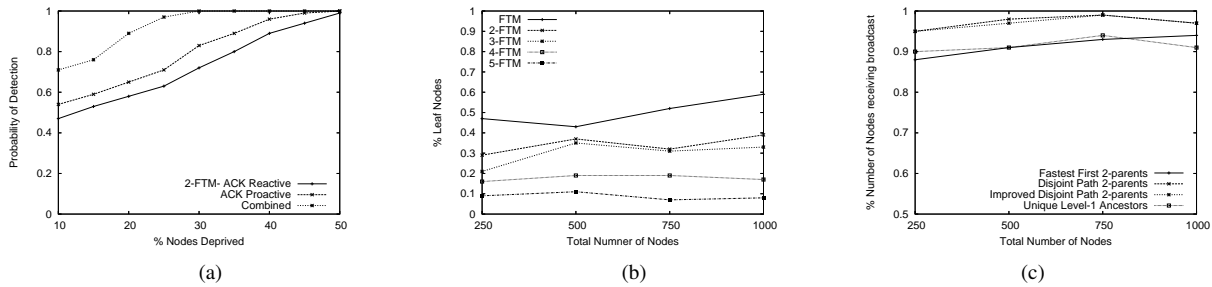 Probability of Detection
1
0.8
0.6
0.4
0.2
0
10
20
30
40
50
% Nodes Deprived
2-FTM- ACK Reactive
ACK Proactive
Combined
(a)
% Leaf Nodes
1
0.9
0.8
0.7
0.6
0.5
0.4
0.3
0.2
0.1
0
250
500
750
1000
Total Numner of Nodes
FTM
2-FTM
3-FTM
4-FTM
5-FTM
(b)
% Number of Nodes receiving broadcast
1
0.9
0.8
0.7
0.6
0.5
250
500
750
1000
Total Number of Nodes
Fastest First 2-parents
Disjoint Path 2-parents
Improved Disjoint Path 2-parents
Unique Level-1 Ancestors
(c)